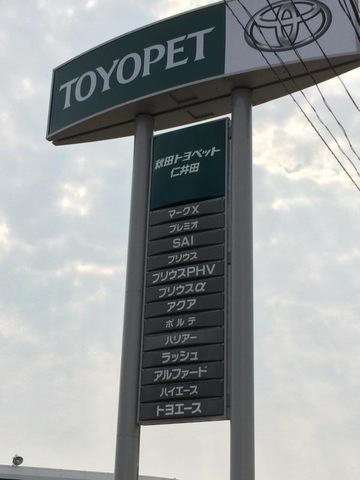 TOYOPET
秋田トヨペット
仁井田
マークX
プレミオ
SAI
プリウス
プリウスPHV
プリウスα
アクア
ポルテ
ハリアー
ラッシュ
アルファード
ハイエース
トヨエース